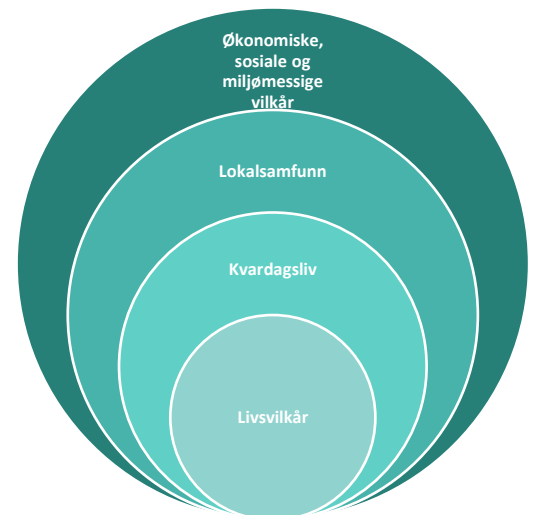 Økonomiske,
sosiale og
miljømessige
vilkår
Lokalsamfunn
Kvardagsliv
Livsvilkår